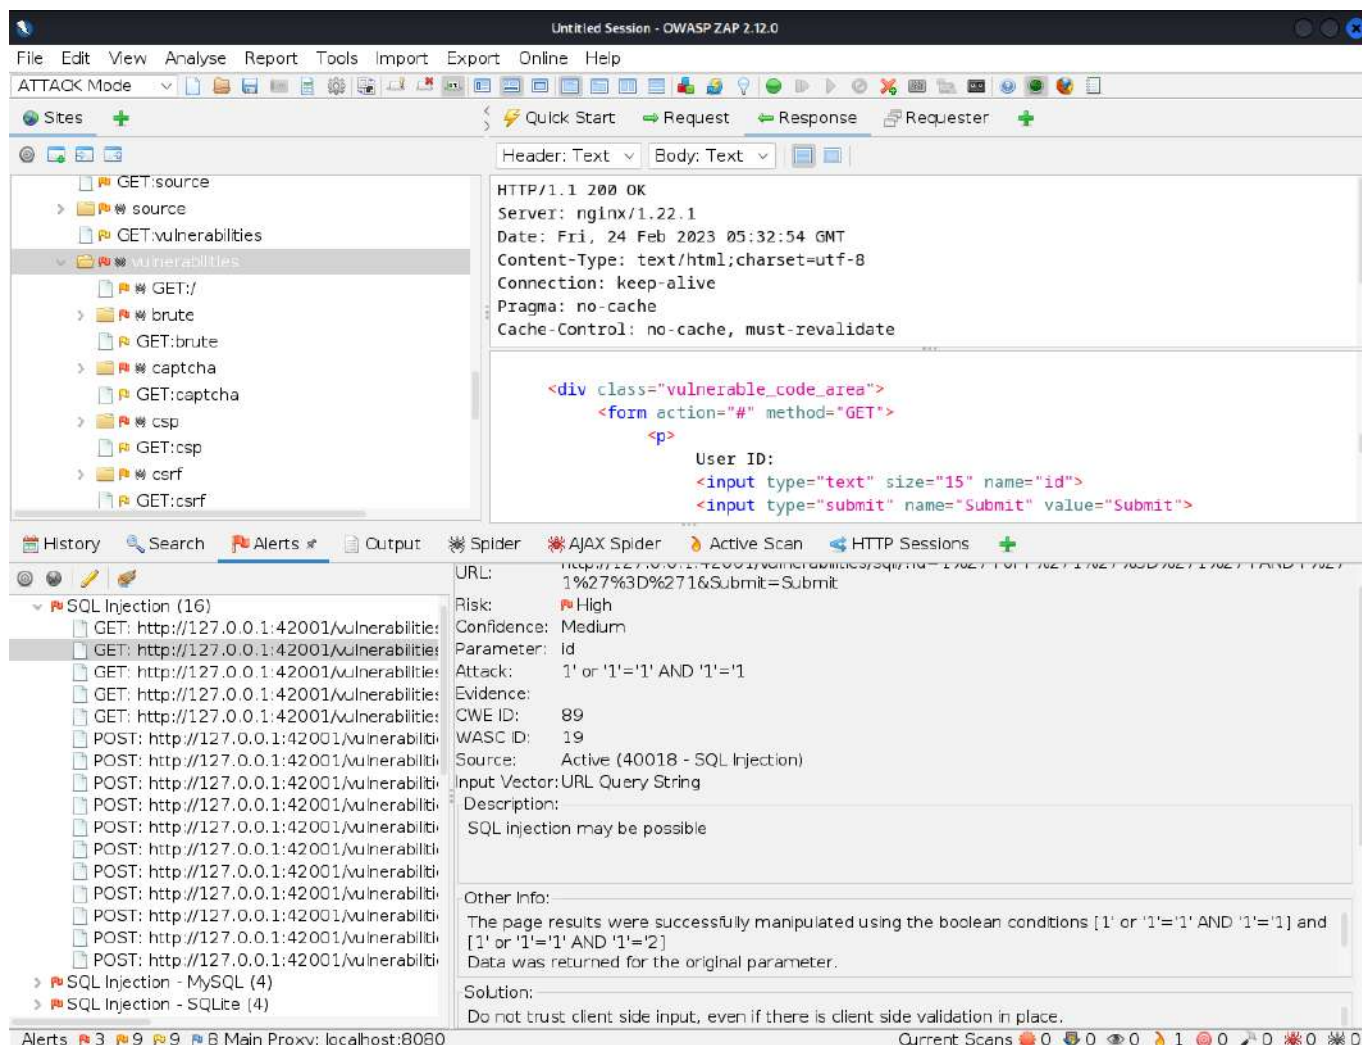 Untitled Session - OWASP ZAP 2.12.0
File Edit View Analyse Report Tools Import Export Online Help
ATTACK Mode
Sites
Quick Start Request Response Requester
Header: Text Body: Text
GET:source
source
GET:vulnerabilities
vulnerabilities
GET:/
brute
GET:brute
captcha
GET:captcha
csp
GET:csp
csrf
GET:csrf
HTTP/1.1 200 OK
Server: nginx/1.22.1
Date: Fri, 24 Feb 2023 05:32:54 GMT
Content-Type: text/html;charset=utf-8
Connection: keep-alive
Pragma: no-cache
Cache-Control: no-cache, must-revalidate
<div class="vulnerable_code_area">
<form action="#" method="GET">
<p>
User ID:
<input type="text" size="15" name="id">
<input type="submit" name="Submit" value="Submit">
History Search Alerts Output Spider AJAX Spider Active Scan HTTP Sessions
SQL Injection (16)
GET: http://127.0.0.1:42001/vulnerabilities
GET: http://127.0.0.1:42001/vulnerabilities
GET: http://127.0.0.1:42001/vulnerabilities
GET: http://127.0.0.1:42001/vulnerabilities
GET: http://127.0.0.1:42001/vulnerabilities
POST: http://127.0.0.1:42001/vulnerabiliti
POST: http://127.0.0.1:42001/vulnerabiliti
POST: http://127.0.0.1:42001/vulnerabiliti
POST: http://127.0.0.1:42001/vulnerabiliti
POST: http://127.0.0.1:42001/vulnerabiliti
POST: http://127.0.0.1:42001/vulnerabiliti
POST: http://127.0.0.1:42001/vulnerabiliti
POST: http://127.0.0.1:42001/vulnerabiliti
POST: http://127.0.0.1:42001/vulnerabiliti
POST: http://127.0.0.1:42001/vulnerabiliti
POST: http://127.0.0.1:42001/vulnerabiliti
SQL Injection - MySQL (4)
SQL Injection - SQLite (4)
URL:
1%27%3D%271&Submit=Submit
Risk: High
Confidence: Medium
Parameter: id
Attack: 1' or '1'='1' AND '1'='1
Evidence:
CWE ID: 89
WASC ID: 19
Source: Active (40018 - SQL Injection)
Input Vector: URL Query String
Description:
SQL injection may be possible
Other Info:
The page results were successfully manipulated using the boolean conditions [1' or '1'='1' AND '1'='1] and
[1' or '1'='1' AND '1'='2]
Data was returned for the original parameter.
Solution:
Do not trust client side input, even if there is client side validation in place.
Alerts 3 9 9 8 Main Proxy: localhost:8080
Current Scans 0 0 0 1 0 0 0 0